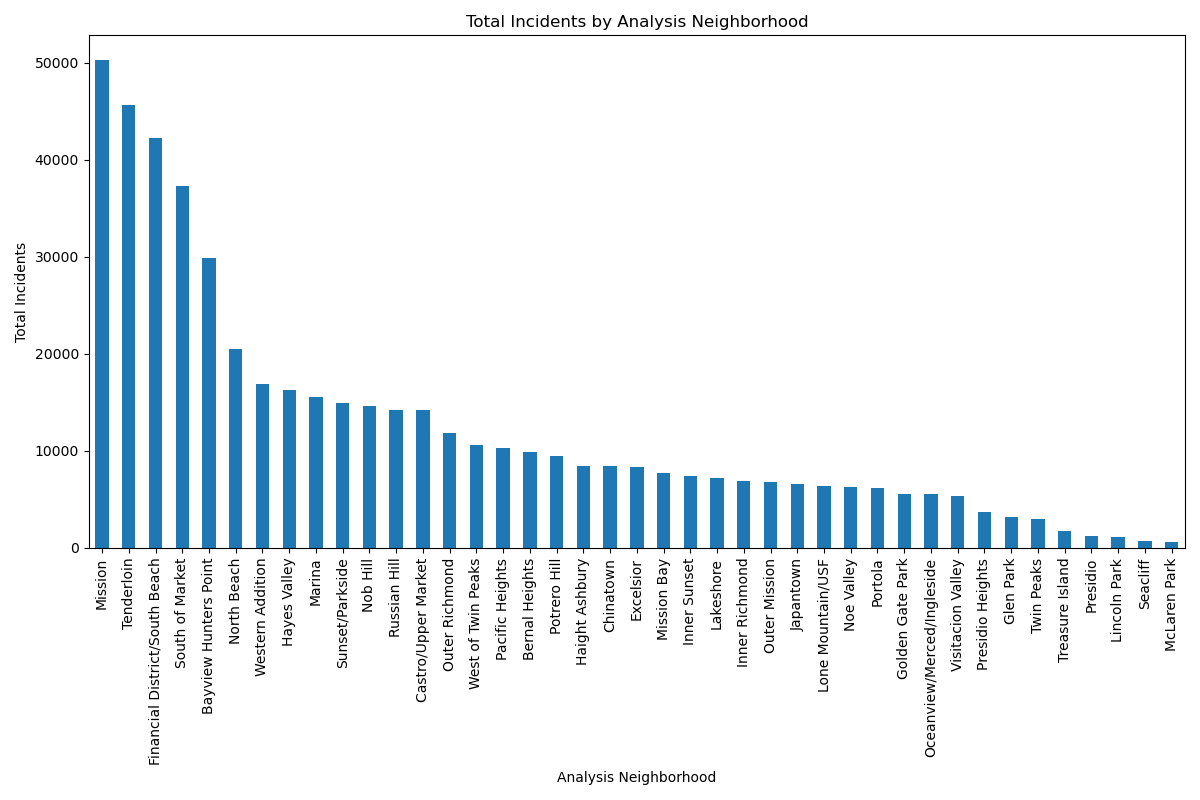 Total Incidents by Analysis Neighborhood
Total Incidents
50000
40000
30000
20000
10000
0
Mission
Tenderloin
Financial District/South Beach
South of Market
Bayview Hunters Point
North Beach
Western Addition
Hayes Valley
Marina
Sunset/Parkside
Nob Hill
Russian Hill
Castro/Upper Market
Outer Richmond
West of Twin Peaks
Pacific Heights
Bernal Heights
Potrero Hill
Haight Ashbury
Chinatown
Excelsior
Mission Bay
Inner Sunset
Lakeshore
Inner Richmond
Outer Mission
Japantown
Lone Mountain/USF
Noe Valley
Portola
Golden Gate Park
Oceanview/Merced/Ingleside
Visitacion Valley
Presidio Heights
Glen Park
Twin Peaks
Treasure Island
Presidio
Lincoln Park
Seacliff
McLaren Park
Analysis Neighborhood